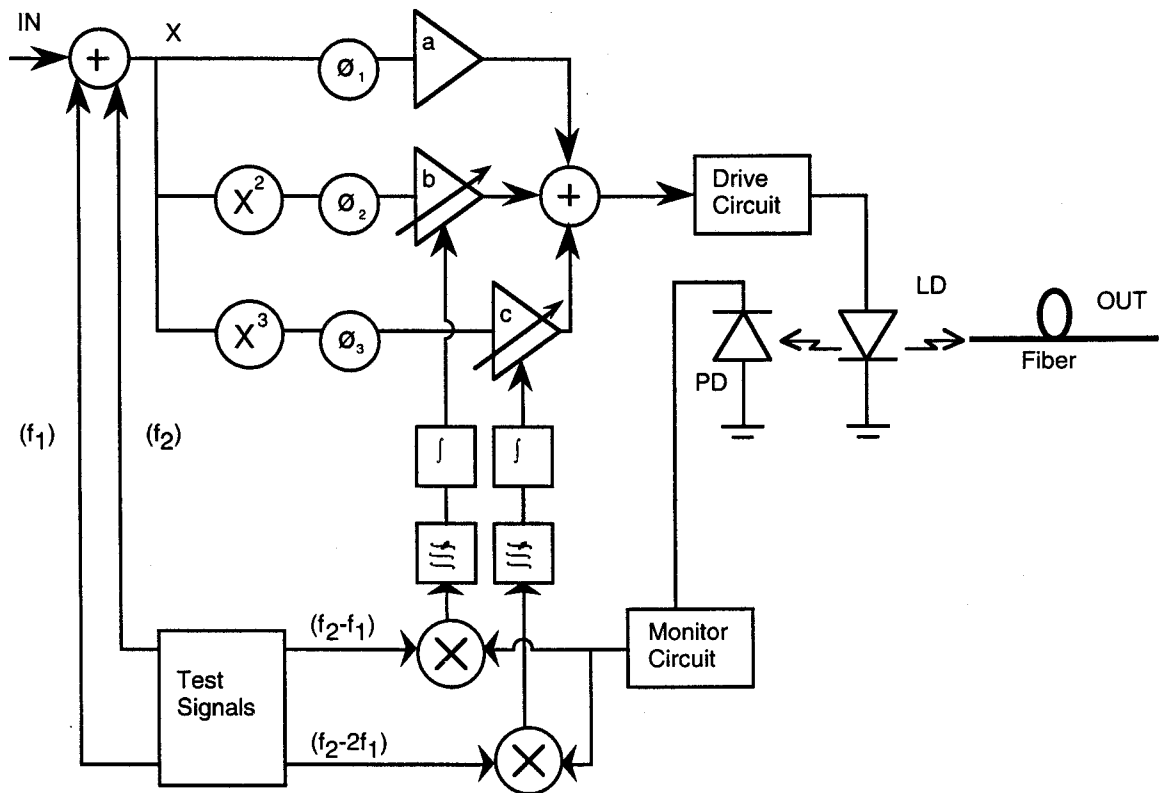 IN
X
ø₁
a
X²
ø₂
b
Drive
Circuit
X³
ø₃
c
LD
OUT
PD
Fiber
(f₁)
(f₂)
∫
∫
(f₂-f₁)
Monitor
Circuit
Test
Signals
(f₂-2f₁)